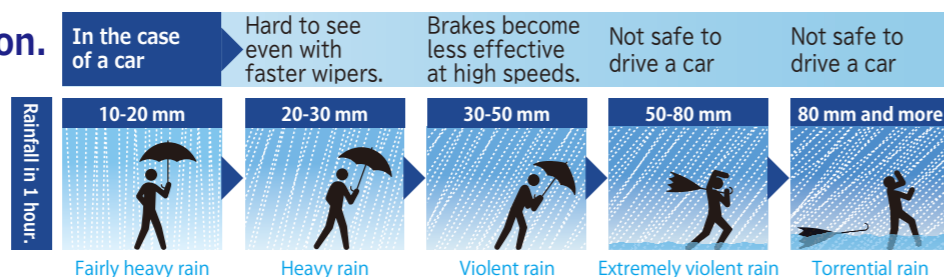 on.
In the case
of a car
Hard to see
even with
faster wipers.
Brakes become
less effective
at high speeds.
Not safe to
drive a car
Not safe to
drive a car
Rainfall in 1 hour.
10-20 mm
20-30 mm
30-50 mm
50-80 mm
80 mm and more
Fairly heavy rain
Heavy rain
Violent rain
Extremely violent rain
Torrential rain